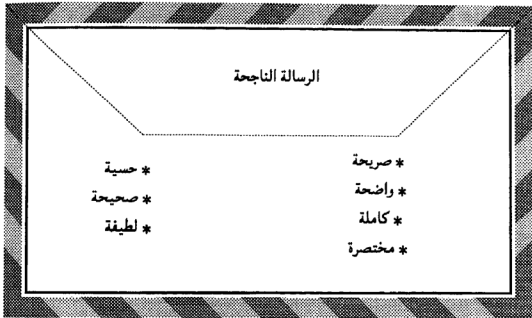 الرسالة الناجحة
* صريحة
* واضحة
* كاملة
* مختصرة
* حسية
* صحيحة
* لطيفة